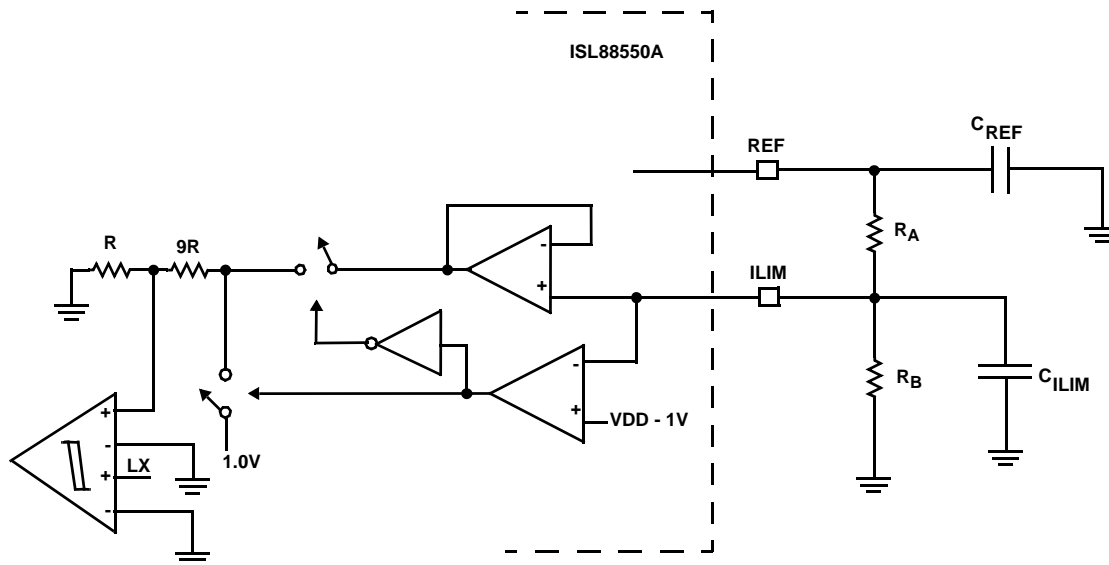 ISL88550A
REF
C_REF
R_A
R
9R
-
+
ILIM
R_B
C_ILIM
-
+
VDD - 1V
+
-
LX
+
-
1.0V